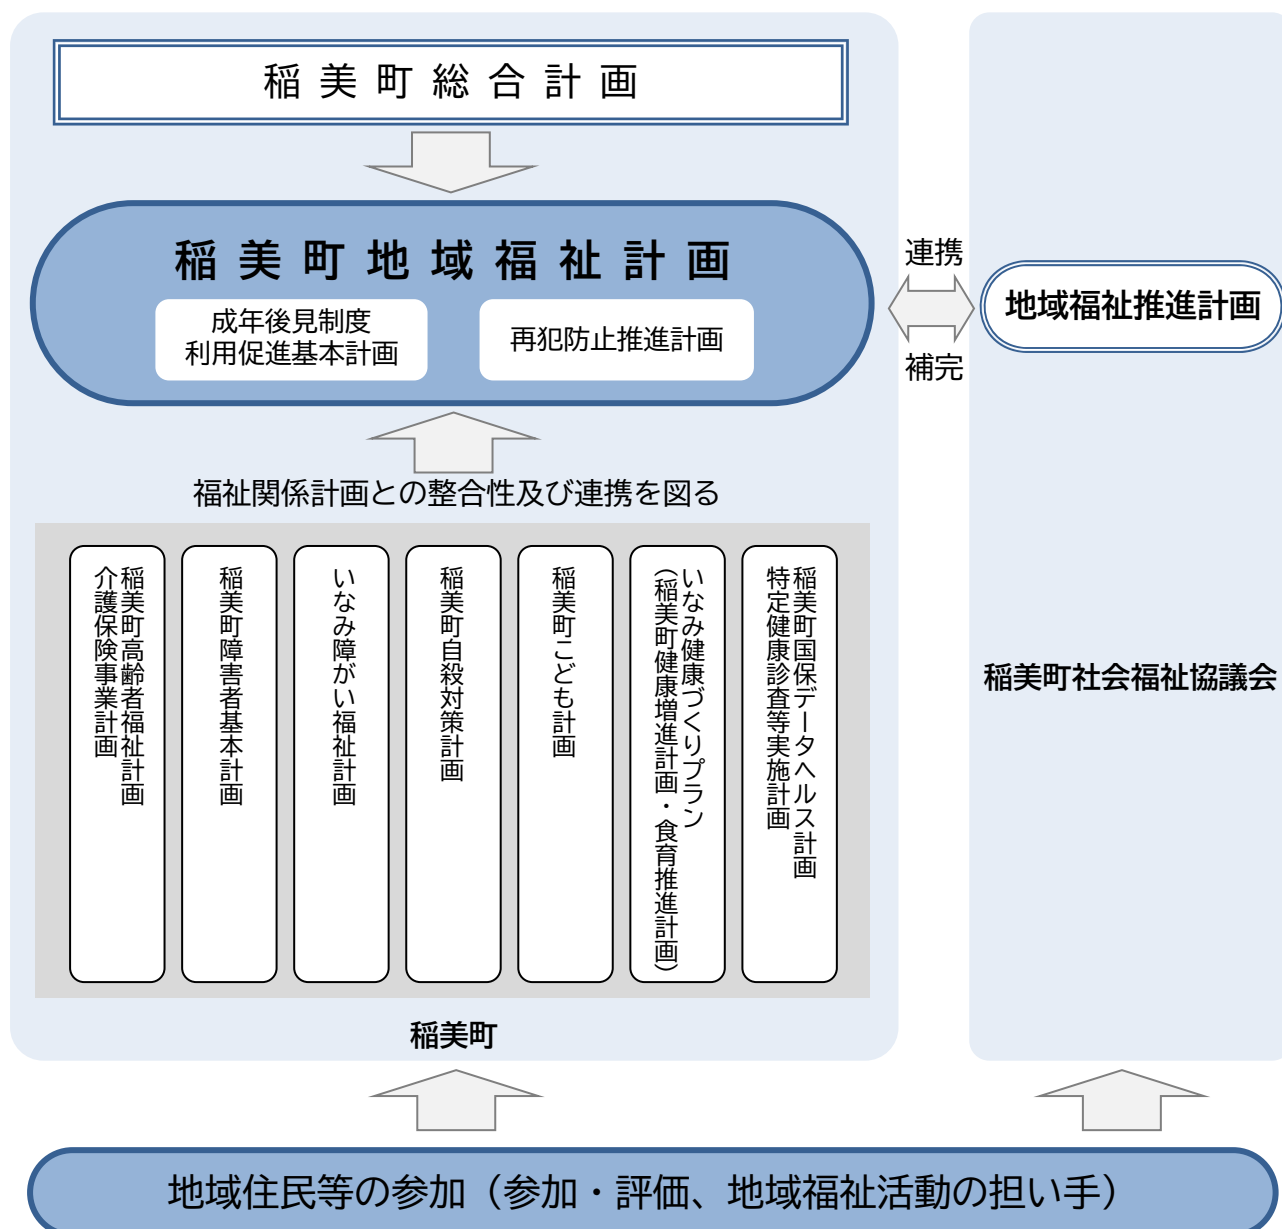 稲美町総合計画
稲美町地域福祉計画
成年後見制度
利用促進基本計画
再犯防止推進計画
連携
補完
地域福祉推進計画
福祉関係計画との整合性及び連携を図る
稲美町高齢者福祉計画
介護保険事業計画
稲美町障害者基本計画
いなみ障がい福祉計画
稲美町自殺対策計画
稲美町こども計画
いなみ健康づくりプラン
（稲美町健康増進計画・食育推進計画）
稲美町国保データヘルス計画
特定健康診査等実施計画
稲美町
稲美町社会福祉協議会
地域住民等の参加（参加・評価、地域福祉活動の担い手）